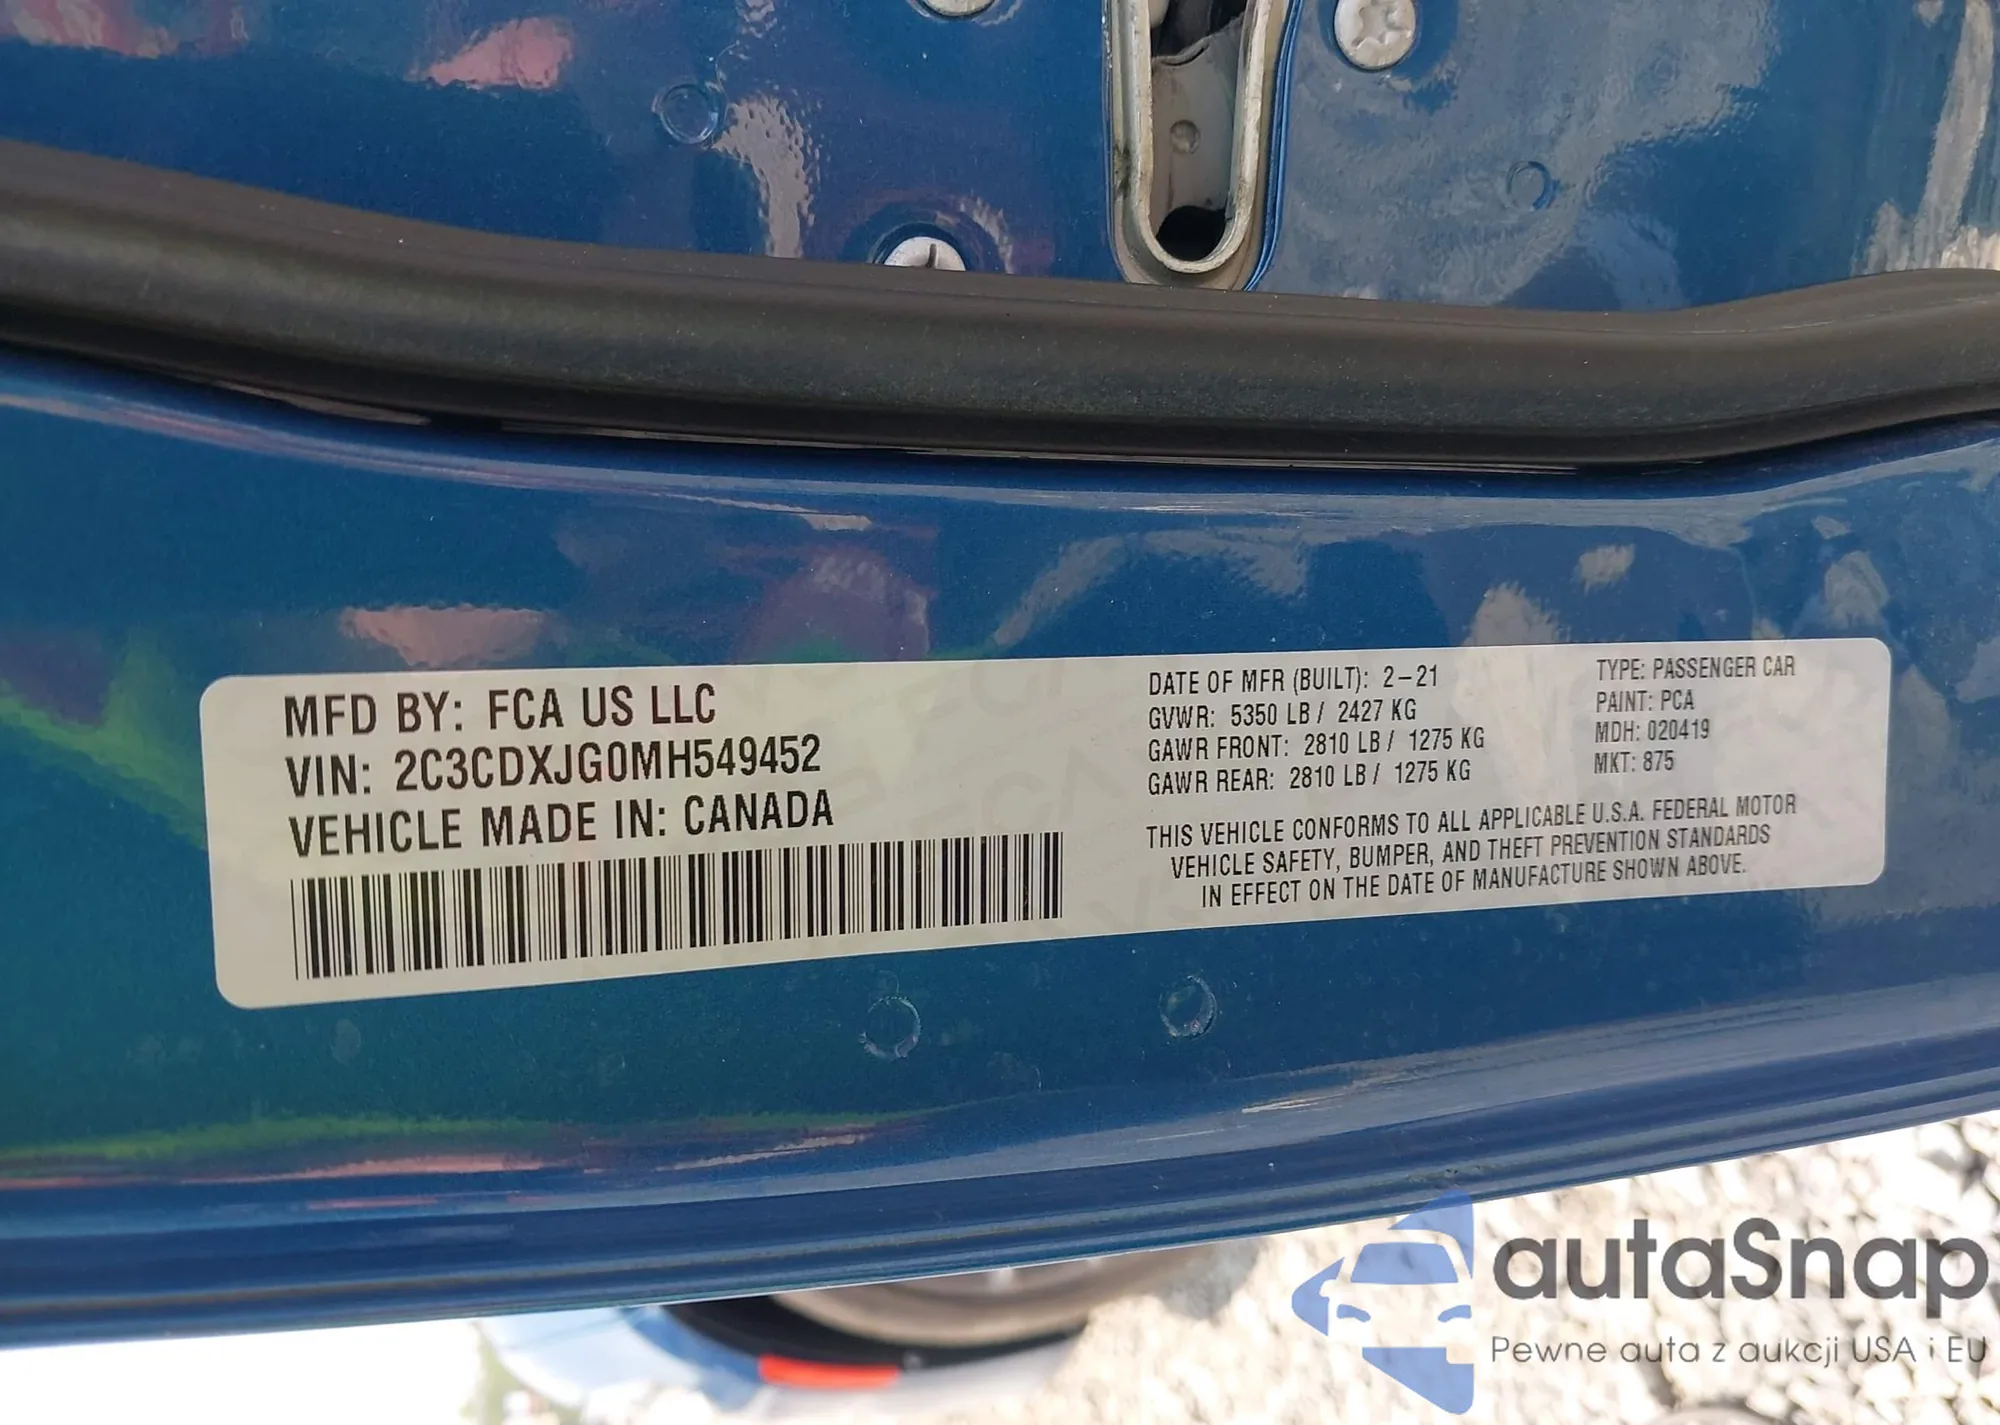 MFD BY: FCA US LLC
VIN: 2C3CDXJG0MH549452
VEHICLE MADE IN: CANADA
DATE OF MFR (BUILT): 2-21
GVWR: 5350 LB / 2427 KG
GAWR FRONT: 2810 LB / 1275 KG
GAWR REAR: 2810 LB / 1275 KG
TYPE: PASSENGER CAR
PAINT: PCA
MDH: 020419
MKT: 875
THIS VEHICLE CONFORMS TO ALL APPLICABLE U.S.A. FEDERAL MOTOR
VEHICLE SAFETY, BUMPER, AND THEFT PREVENTION STANDARDS
IN EFFECT ON THE DATE OF MANUFACTURE SHOWN ABOVE.
autaSnap
Pewne auta z aukcji USA i EU